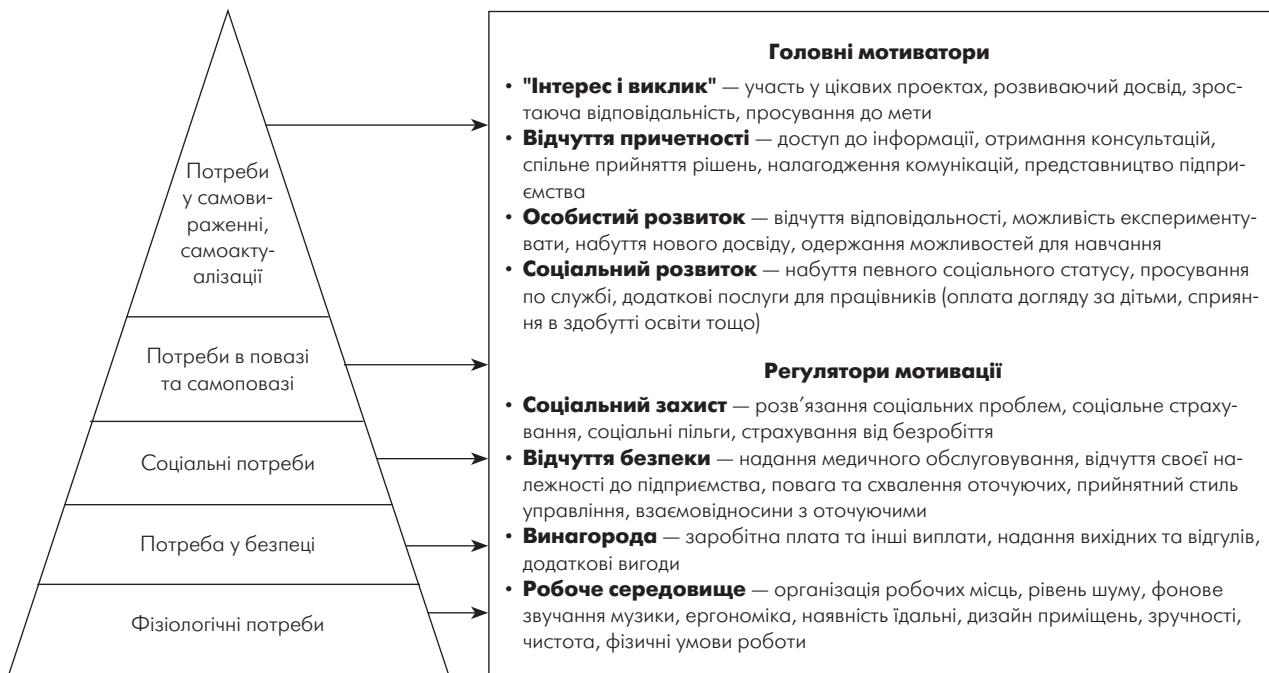 Потреби
у самови-
раженні,
самоакту-
алізації
Потреби в повазі
та самоповазі
Соціальні потреби
Потреба у безпеці
Фізіологічні потреби
Головні мотиватори
• "Інтерес і виклик" — участь у цікавих проектах, розвиваючий досвід, зрос-
таюча відповідальність, просування до мети
• Відчуття причетності — доступ до інформації, отримання консультацій,
спільне прийняття рішень, налагодження комунікацій, представництво підпри-
ємства
• Особистий розвиток — відчуття відповідальності, можливість експерименту-
вати, набуття нового досвіду, одержання можливостей для навчання
• Соціальний розвиток — набуття певного соціального статусу, просування
по службі, додаткові послуги для працівників (оплата догляду за дітьми, сприян-
ня в здобутті освіти тощо)
Регулятори мотивації
• Соціальний захист — розв’язання соціальних проблем, соціальне страху-
вання, соціальні пільги, страхування від безробіття
• Відчуття безпеки — надання медичного обслуговування, відчуття своєї на-
лежності до підприємства, повага та схвалення оточуючих, прийнятний стиль
управління, взаємовідносини з оточуючими
• Винагорода — заробітна плата та інші виплати, надання вихідних та відгулів,
додаткові вигоди
• Робоче середовище — організація робочих місць, рівень шуму, фонове
звучання музики, ергономіка, наявність їдальні, дизайн приміщень, зручності,
чистота, фізичні умови роботи